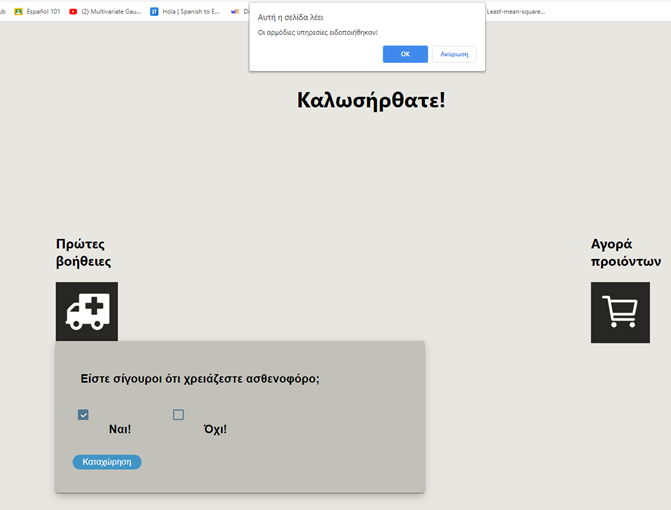 ub Español 101 (2) Multivariate Gau... Hola | Spanish to E... Least-mean-square...
Αυτή η σελίδα λέει
Οι αρμόδιες υπηρεσίες ειδοποιήθηκαν!
OK Ακύρωση
Καλωσήρθατε!
Πρώτες
βοήθειες
Αγορά
προιόντων
Είστε σίγουροι ότι χρειάζεστε ασθενοφόρο;
Ναι! Όχι!
Καταχώρηση